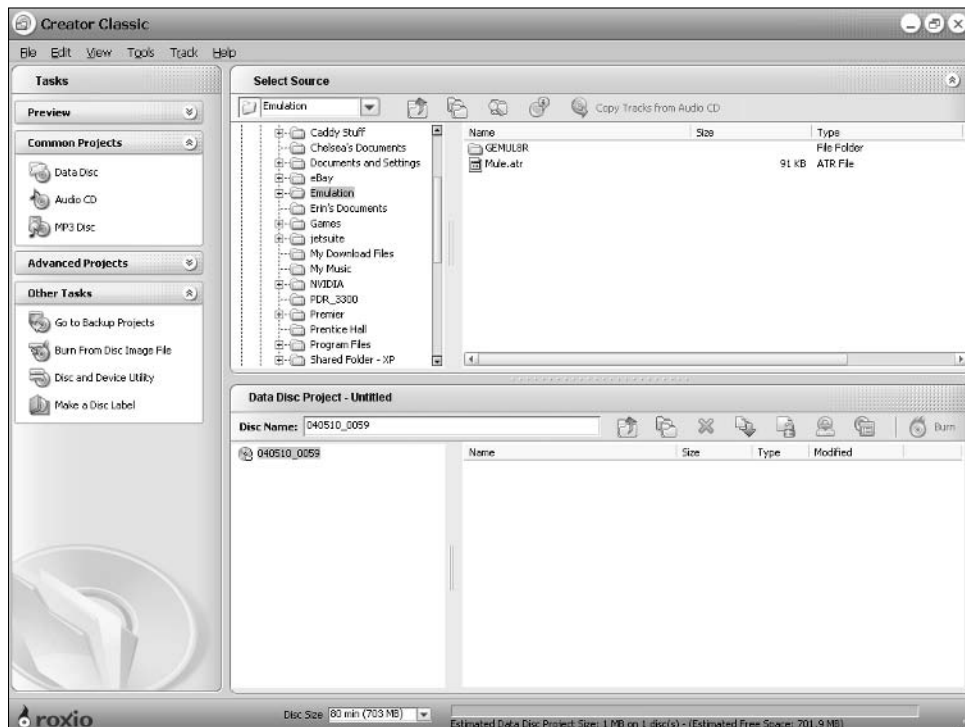 Creator Classic
File Edit View Tools Track Help
Tasks
Preview
Common Projects
Data Disc
Audio CD
MP3 Disc
Advanced Projects
Other Tasks
Go to Backup Projects
Burn From Disc Image File
Disc and Device Utility
Make a Disc Label
Select Source
Emulation
Copy Tracks from Audio CD
Caddy Stuff
Chelsea's Documents
Documents and Settings
eBay
Emulation
Erin's Documents
Games
jetsuite
My Download Files
My Music
NVIDIA
PDR_3300
Premier
Prentice Hall
Program Files
Shared Folder - XP
Name Size Type
GEMUL8R File Folder
Mule.atr 91 KB ATR File
Data Disc Project - Untitled
Disc Name: 040510_0059
Burn
040510_0059
Name Size Type Modified
roxio
Disc Size 80 min (703 MB)
Estimated Data Disc Project Size: 1 MB on 1 disc(s) - (Estimated Free Space: 701.9 MB)